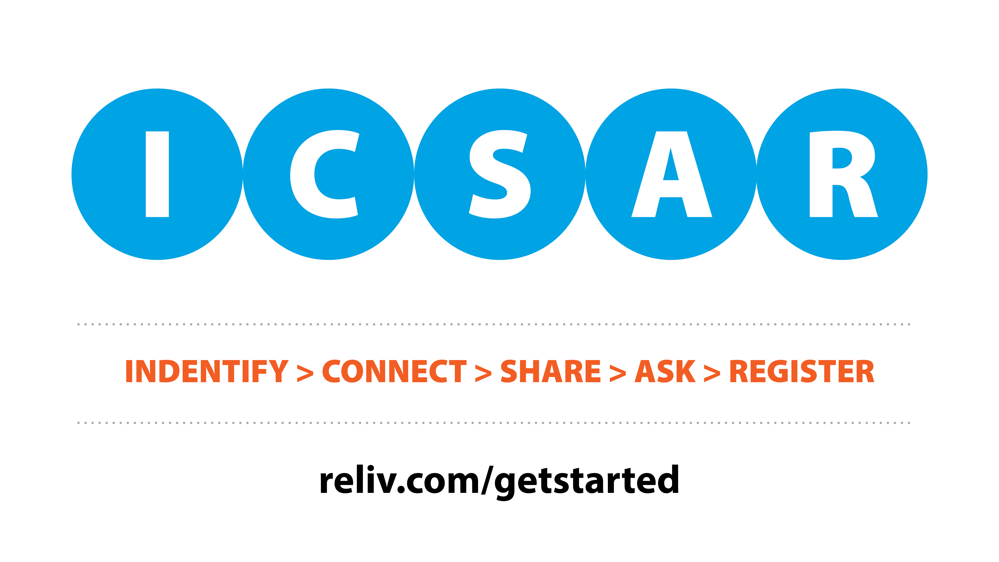 ICSAR
INDENTIFY > CONNECT > SHARE > ASK > REGISTER
reliv.com/getstarted